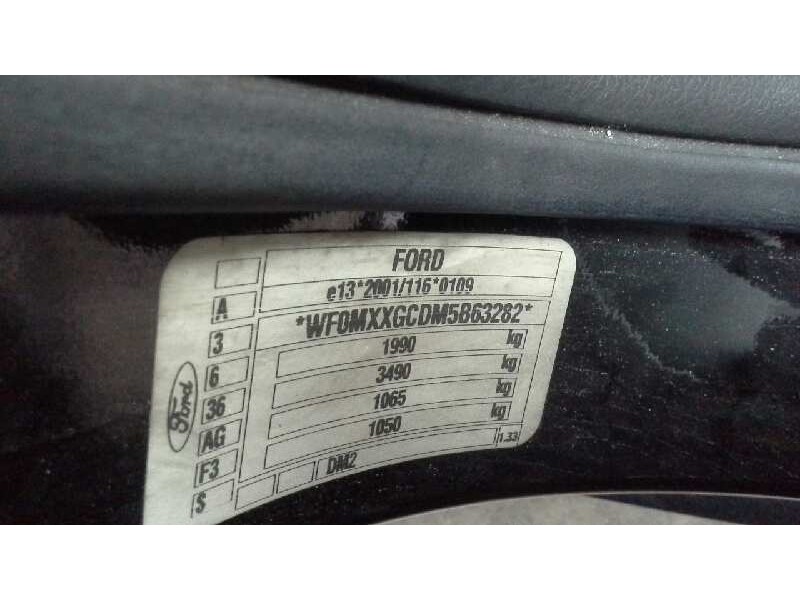 FORD
e13*2001/116*0109
*WF0MXXGCDM5B63282*
1990 kg
3490 kg
1065 kg
1050 kg
DM2
1.33
A
3
6
36
AG
F3
S
Ford